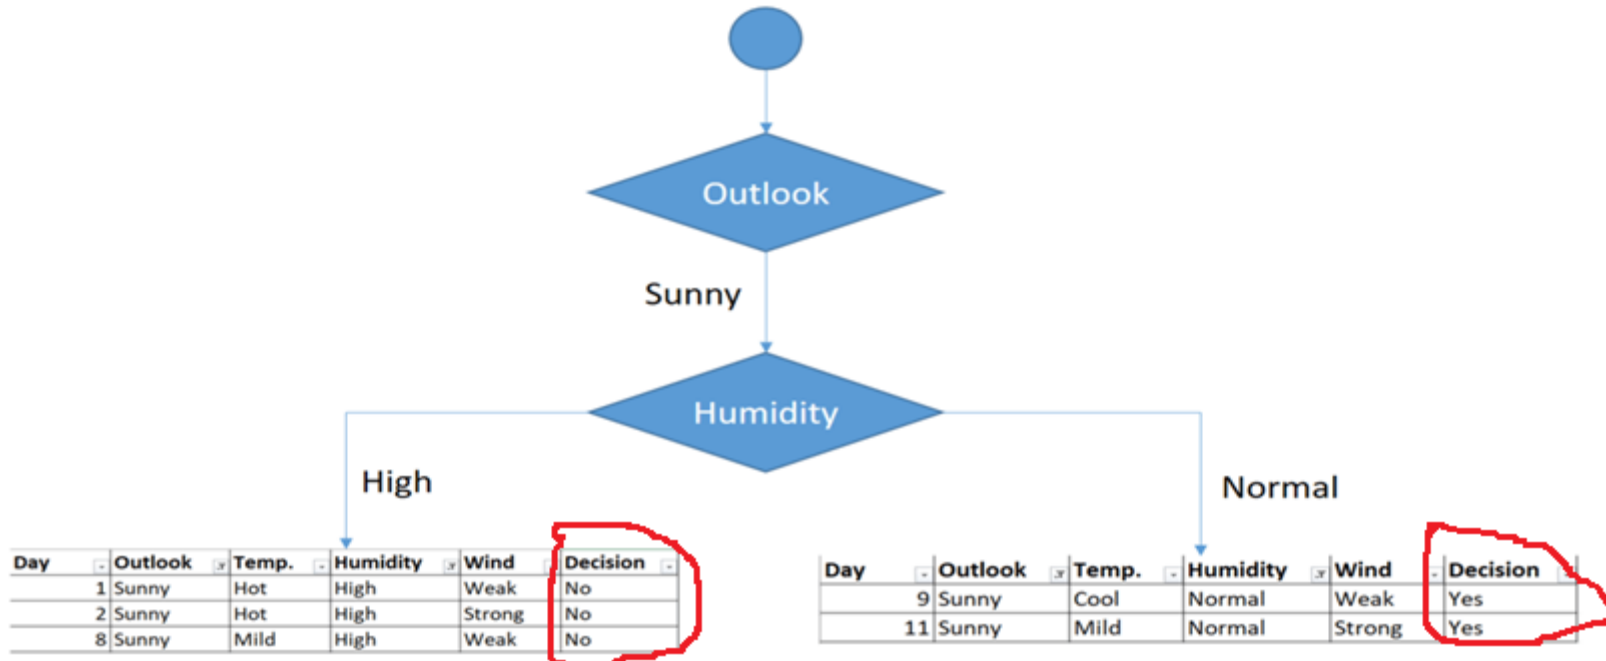 Outlook
Sunny
Humidity
High
Normal
Day Outlook Temp. Humidity Wind Decision
1 Sunny Hot High Weak No
2 Sunny Hot High Strong No
8 Sunny Mild High Weak No
Day Outlook Temp. Humidity Wind Decision
9 Sunny Cool Normal Weak Yes
11 Sunny Mild Normal Strong Yes